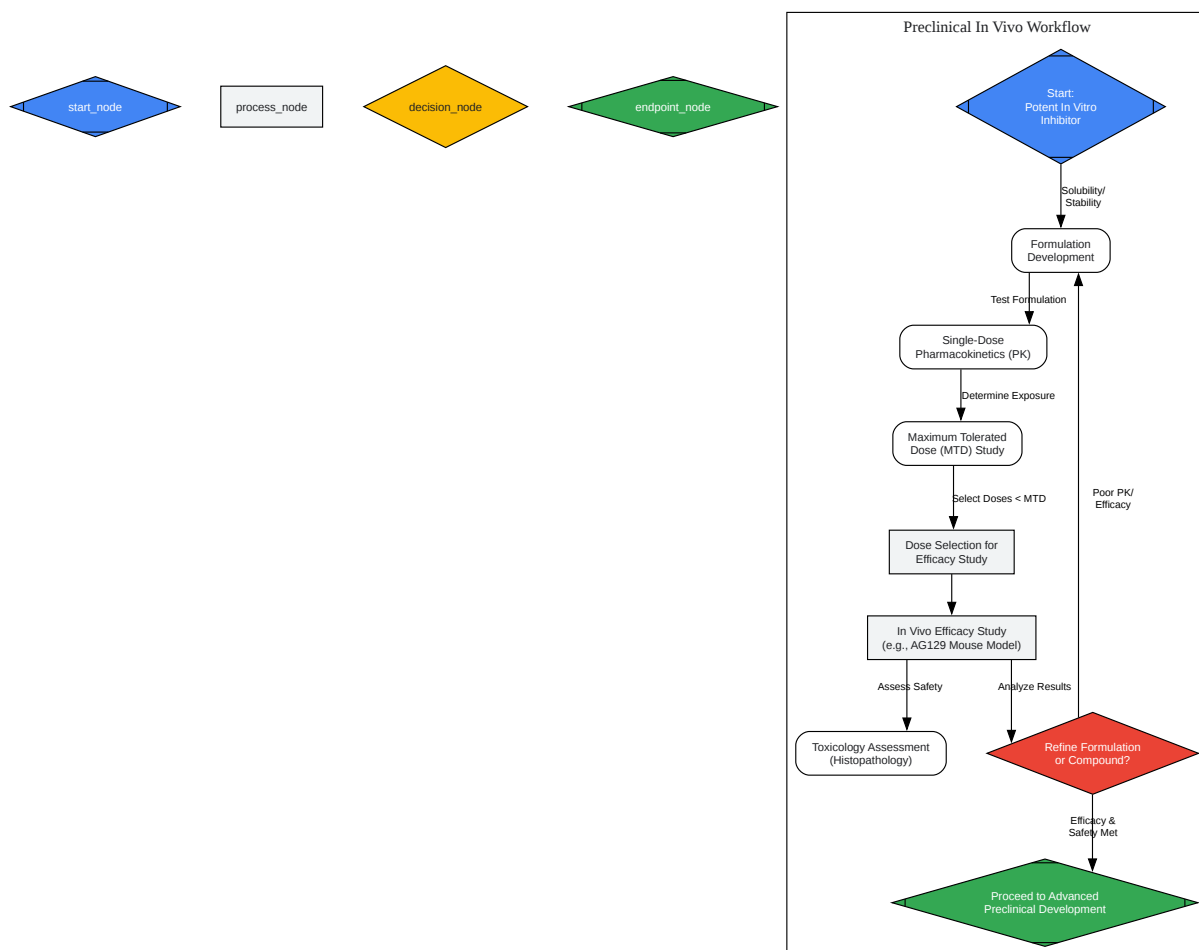 Preclinical In Vivo Workflow
start_node
process_node
decision_node
endpoint_node
Start:
Potent In Vitro
Inhibitor
Solubility/
Stability
Formulation
Development
Test Formulation
Single-Dose
Pharmacokinetics (PK)
Determine Exposure
Maximum Tolerated
Dose (MTD) Study
Select Doses < MTD
Poor PK/
Efficacy
Dose Selection for
Efficacy Study
In Vivo Efficacy Study
(e.g., AG129 Mouse Model)
Assess Safety
Analyze Results
Toxicology Assessment
(Histopathology)
Refine Formulation
or Compound?
Efficacy &
Safety Met
Proceed to Advanced
Preclinical Development